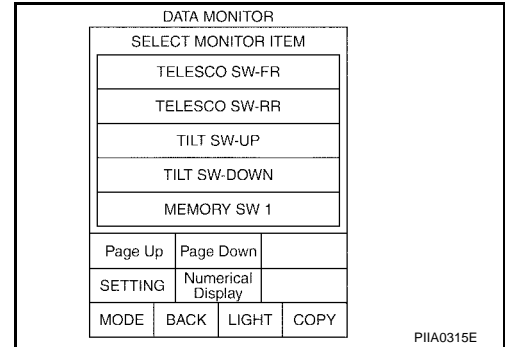 DATA MONITOR
SELECT MONITOR ITEM
TELESCO SW-FR
TELESCO SW-RR
TILT SW-UP
TILT SW-DOWN
MEMORY SW 1
Page Up Page Down
SETTING Numerical Display
MODE BACK LIGHT COPY
PIIA0315E